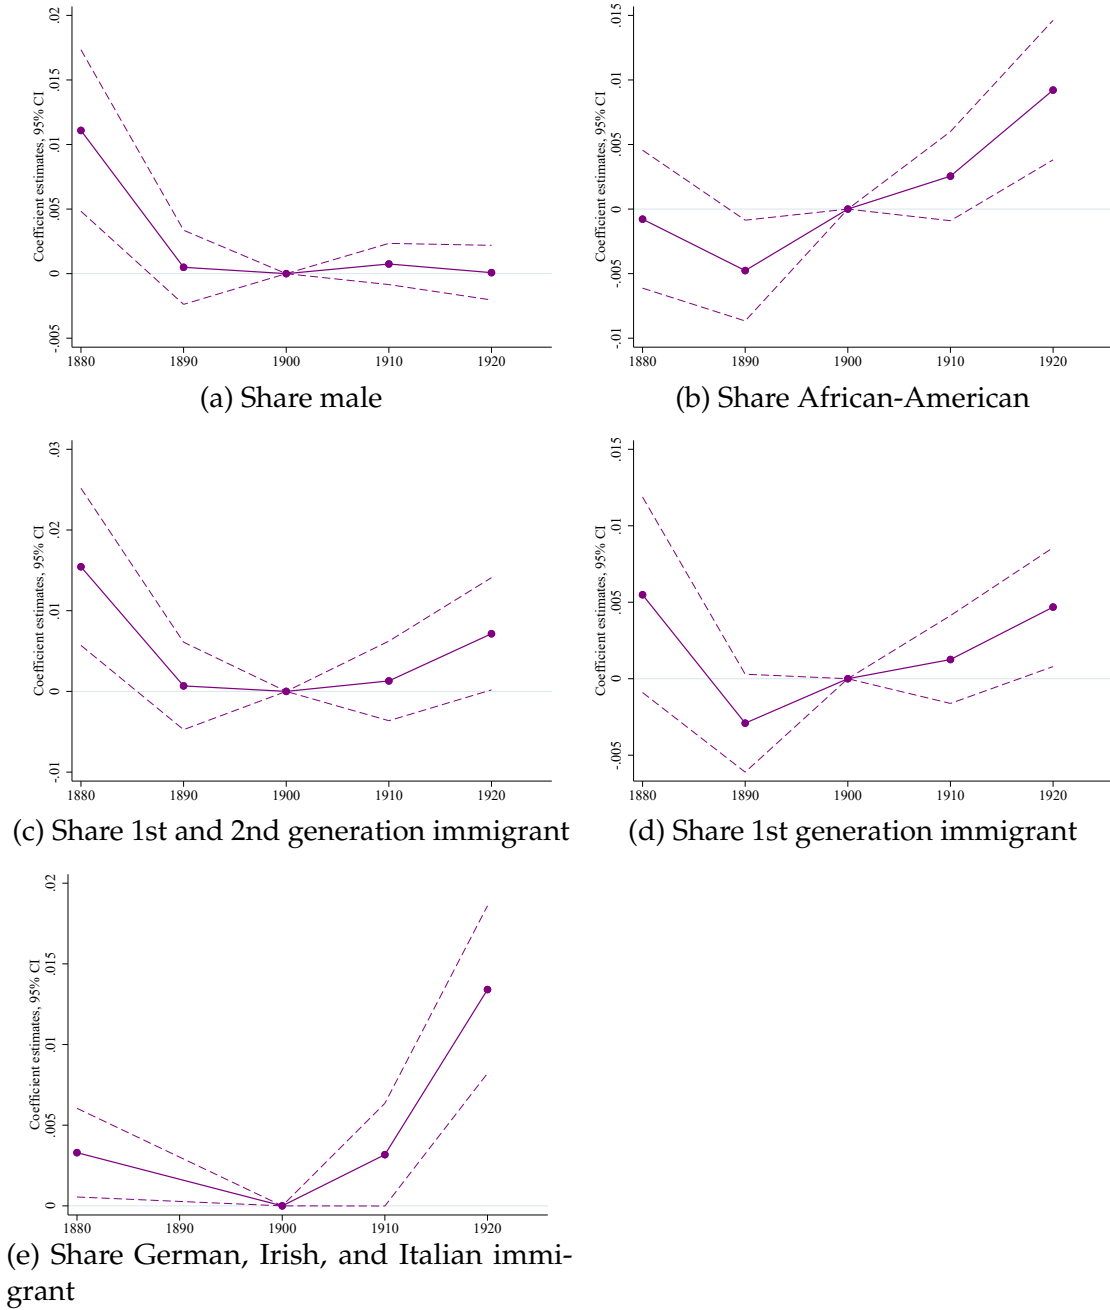 .02
.015
.01
.005
0
-.005
Coefficient estimates, 95% CI
1880 1890 1900 1910 1920
(a) Share male
.015
.01
.005
0
-.005
-.01
Coefficient estimates, 95% CI
1880 1890 1900 1910 1920
(b) Share African-American
.03
.02
.01
0
-.01
Coefficient estimates, 95% CI
1880 1890 1900 1910 1920
(c) Share 1st and 2nd generation immigrant
.015
.01
.005
0
-.005
Coefficient estimates, 95% CI
1880 1890 1900 1910 1920
(d) Share 1st generation immigrant
.02
.015
.01
.005
0
Coefficient estimates, 95% CI
1880 1890 1900 1910 1920
(e) Share German, Irish, and Italian immi-
grant